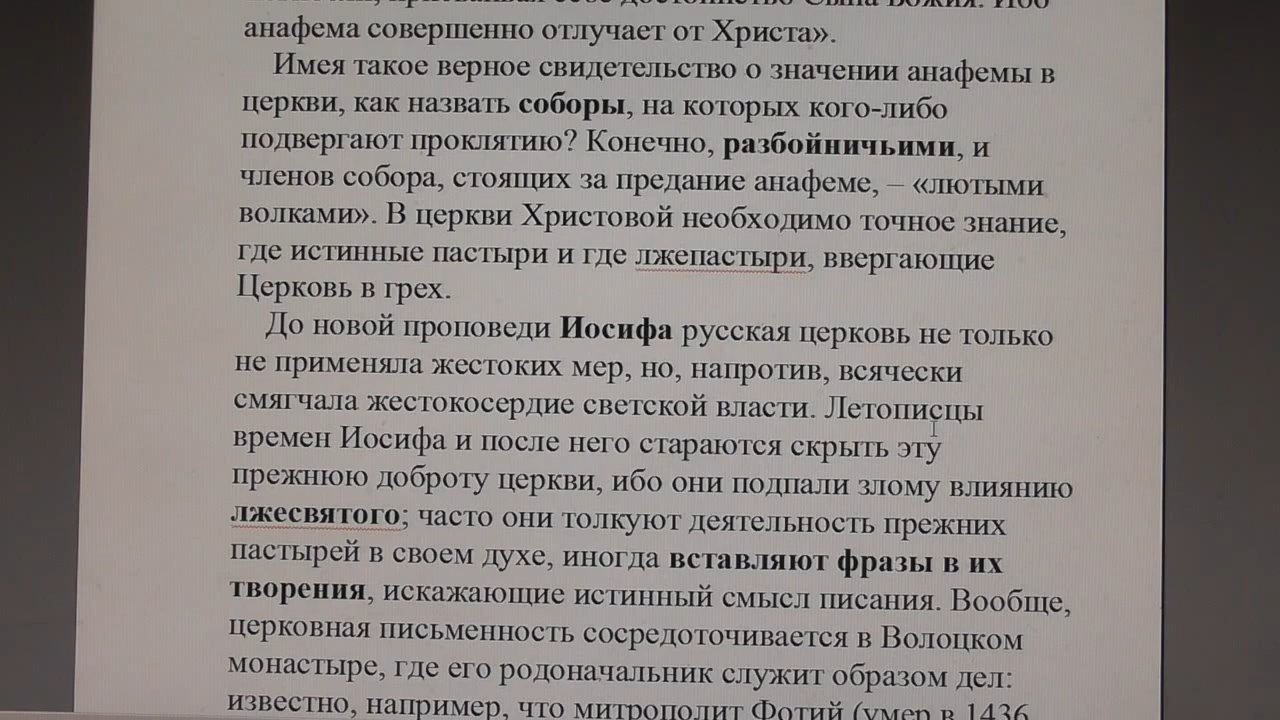 достоинство Сына Божия. Ибо
анафема совершенно отлучает от Христа».
Имея такое верное свидетельство о значении анафемы в
церкви, как назвать соборы, на которых кого-либо
подвергают проклятию? Конечно, разбойничьими, и
членов собора, стоящих за предание анафеме, – «лютыми
волками». В церкви Христовой необходимо точное знание,
где истинные пастыри и где лжепастыри, ввергающие
Церковь в грех.
До новой проповеди Иосифа русская церковь не только
не применяла жестоких мер, но, напротив, всячески
смягчала жестокосердие светской власти. Летописцы
времен Иосифа и после него стараются скрыть эту
прежнюю доброту церкви, ибо они подпали злому влиянию
лжесвятого; часто они толкуют деятельность прежних
пастырей в своем духе, иногда вставляют фразы в их
творения, искажающие истинный смысл писания. Вообще,
церковная письменность сосредоточивается в Волоцком
монастыре, где его родоначальник служит образом дел:
известно, например, что митрополит Фотий (умер в 1436